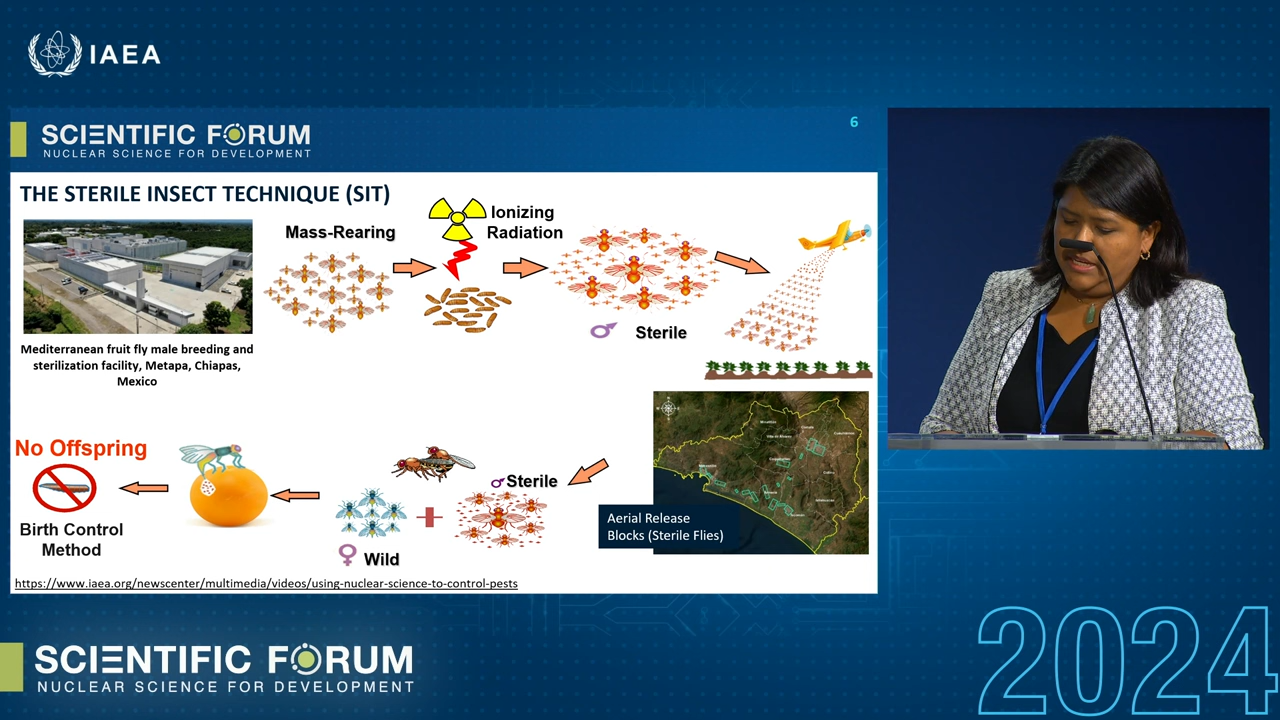 IAEA
SCIENTIFIC FORUM
NUCLEAR SCIENCE FOR DEVELOPMENT
6
THE STERILE INSECT TECHNIQUE (SIT)
Mass-Rearing
Ionizing
Radiation
Sterile
Mediterranean fruit fly male breeding and
sterilization facility, Metapa, Chiapas,
Mexico
No Offspring
Birth Control
Method
Sterile
Wild
Aerial Release
Blocks (Sterile Flies)
https://www.iaea.org/newscenter/multimedia/videos/using-nuclear-science-to-control-pests
SCIENTIFIC FORUM
NUCLEAR SCIENCE FOR DEVELOPMENT
2024